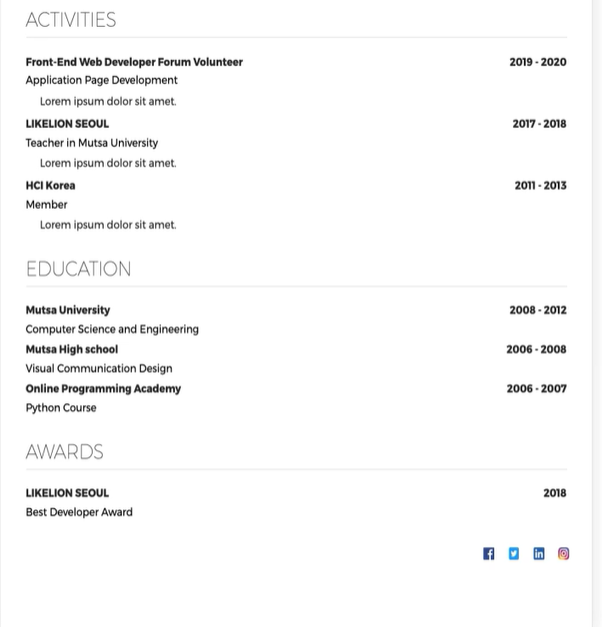 ACTIVITIES
Front-End Web Developer Forum Volunteer 2019 - 2020
Application Page Development
Lorem ipsum dolor sit amet.
LIKELION SEOUL 2017 - 2018
Teacher in Mutsa University
Lorem ipsum dolor sit amet.
HCI Korea 2011 - 2013
Member
Lorem ipsum dolor sit amet.
EDUCATION
Mutsa University 2008 - 2012
Computer Science and Engineering
Mutsa High school 2006 - 2008
Visual Communication Design
Online Programming Academy 2006 - 2007
Python Course
AWARDS
LIKELION SEOUL 2018
Best Developer Award